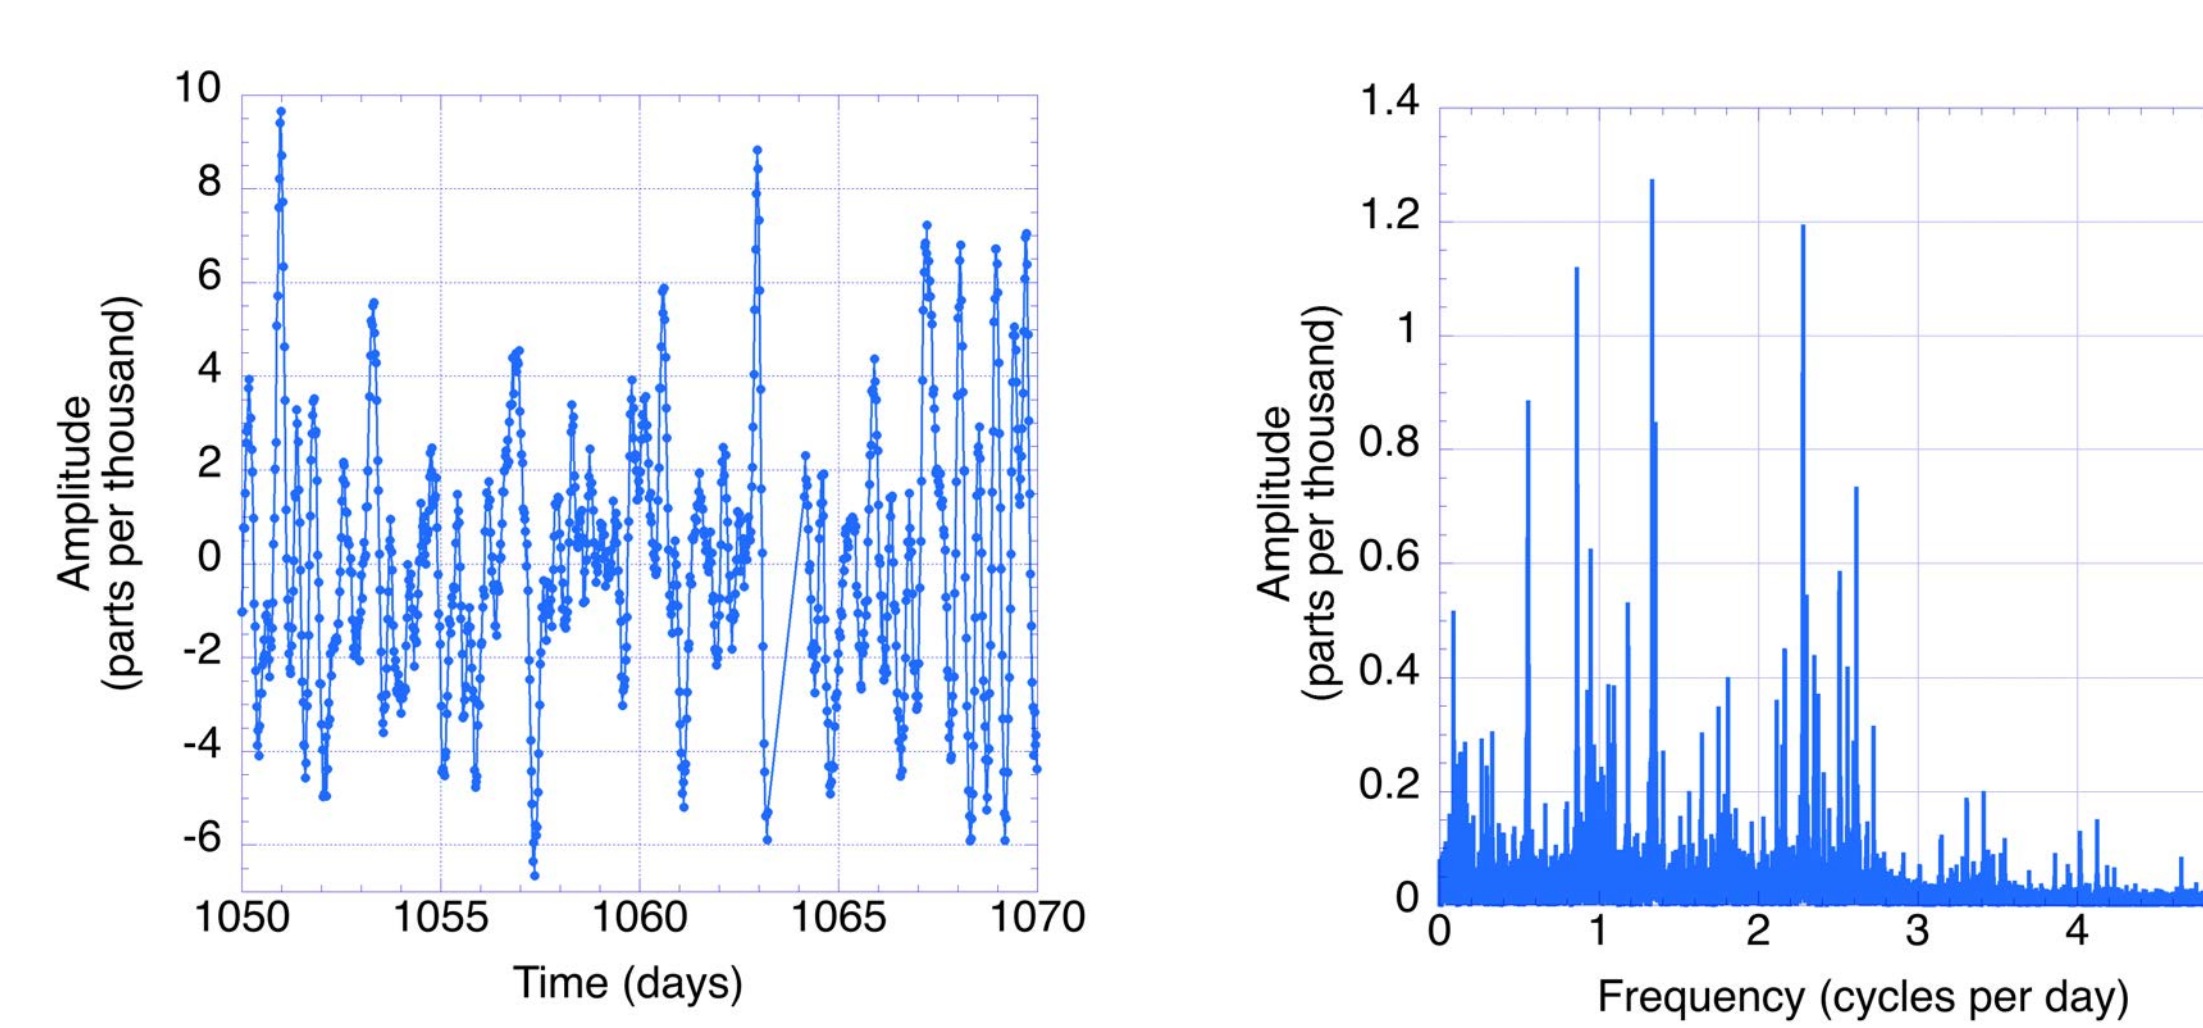 10
8
6
4
2
0
-2
-4
-6
1050 1055 1060 1065 1070
Time (days)
Amplitude
(parts per thousand)
1.4
1.2
1
0.8
0.6
0.4
0.2
0
0 1 2 3 4
Frequency (cycles per day)
Amplitude
(parts per thousand)